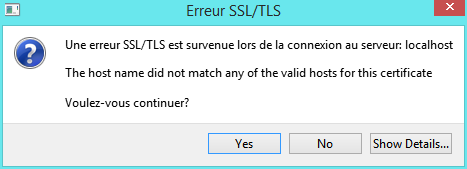 Erreur SSL/TLS
Une erreur SSL/TLS est survenue lors de la connexion au serveur: localhost
The host name did not match any of the valid hosts for this certificate
Voulez-vous continuer?
Yes No Show Details...